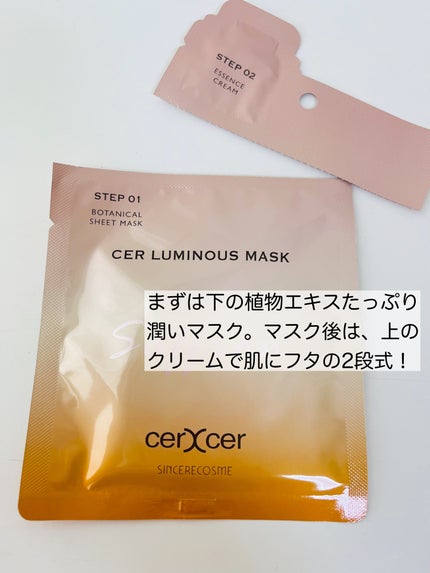 STEP 02
ESSENCE
CREAM
STEP 01
BOTANICAL
SHEET MASK
CER LUMINOUS MASK
まずは下の植物エキスたっぷり
潤いマスク。マスク後は、上の
クリームで肌にフタの2段式！
cerXcer
SINCERECOSME